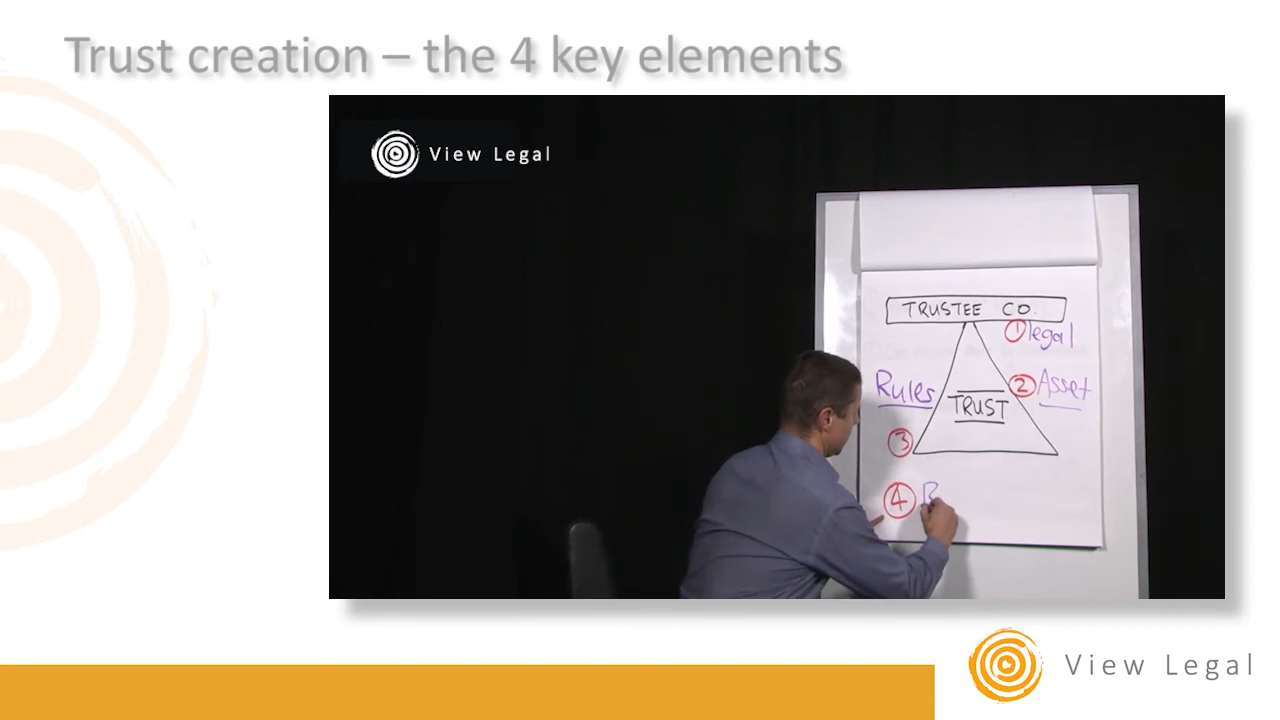 Trust creation – the 4 key elements
View Legal
TRUSTEE CO.
① legal
Rules
② Asset
TRUST
③
④ B
View Legal